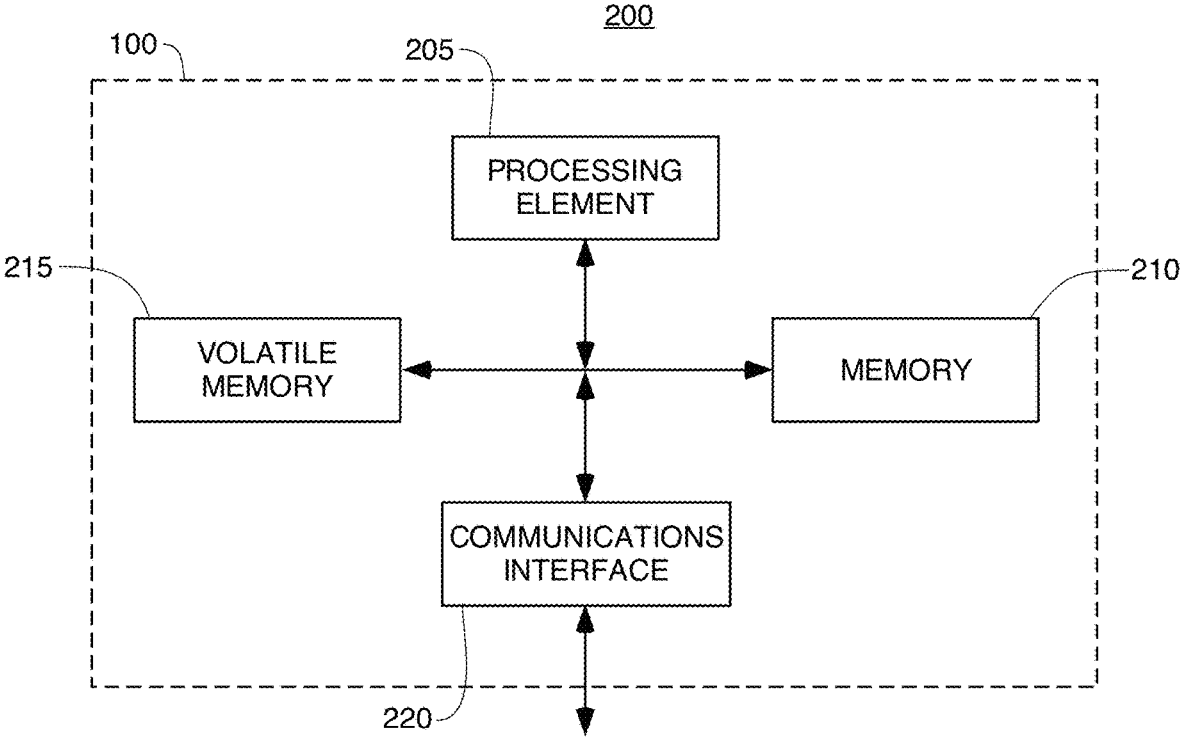 200
100
205
PROCESSING
ELEMENT
215
210
VOLATILE
MEMORY
MEMORY
COMMUNICATIONS
INTERFACE
220